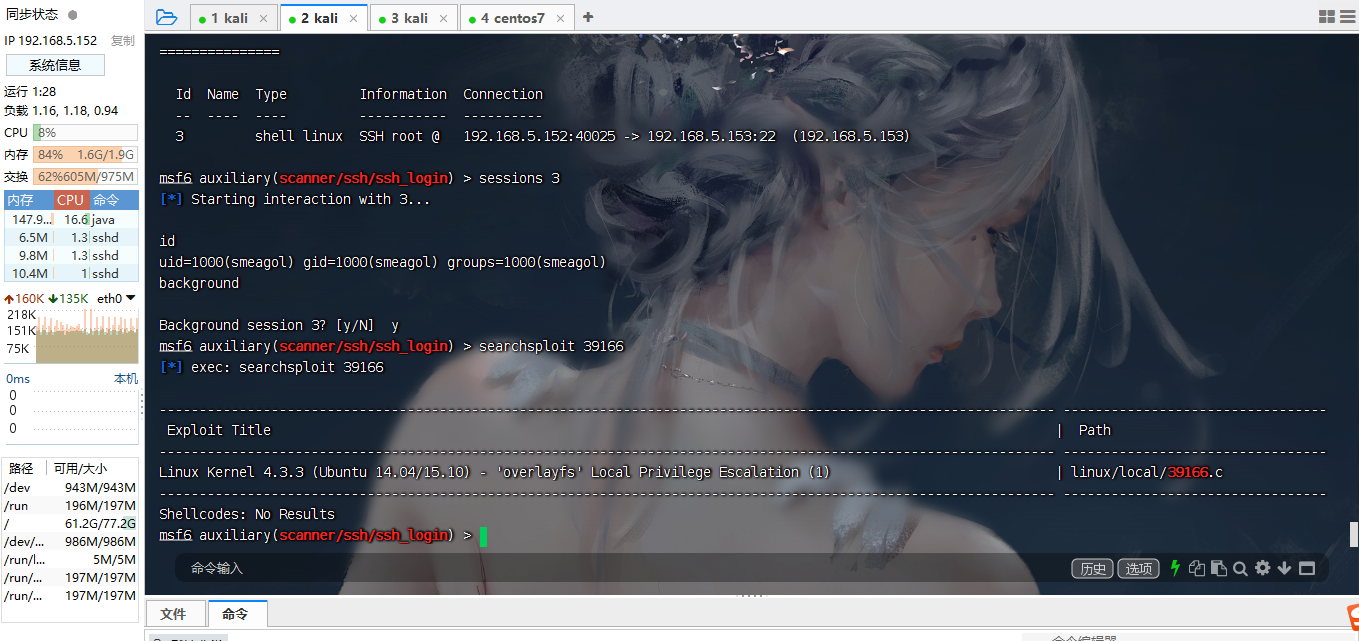 同步状态
IP 192.168.5.152 复制
系统信息
运行 1:28
负载 1.16, 1.18, 0.94
CPU 8%
内存 84% 1.6G/1.9G
交换 62% 605M/975M
内存 CPU 命令
147.9... 16.6 java
6.5M 1.3 sshd
9.8M 1.3 sshd
10.4M 1 sshd
160K 135K eth0
218K
151K
75K
0ms 本机
0
0
0
路径 可用/大小
/dev 943M/943M
/run 196M/197M
/ 61.2G/77.2G
/dev/... 986M/986M
/run/l... 5M/5M
/run/... 197M/197M
/run/... 197M/197M
1 kali 2 kali 3 kali 4 centos7
===============
Id Name Type Information Connection
-- ---- ---- ----------- ----------
3 shell linux SSH root @ 192.168.5.152:40025 -> 192.168.5.153:22 (192.168.5.153)
msf6 auxiliary(scanner/ssh/ssh_login) > sessions 3
[*] Starting interaction with 3...
id
uid=1000(smeagol) gid=1000(smeagol) groups=1000(smeagol)
background
Background session 3? [y/N] y
msf6 auxiliary(scanner/ssh/ssh_login) > searchsploit 39166
[*] exec: searchsploit 39166
Exploit Title | Path
Linux Kernel 4.3.3 (Ubuntu 14.04/15.10) - 'overlayfs' Local Privilege Escalation (1) | linux/local/39166.c
Shellcodes: No Results
msf6 auxiliary(scanner/ssh/ssh_login) >
命令输入 历史 选项
文件 命令